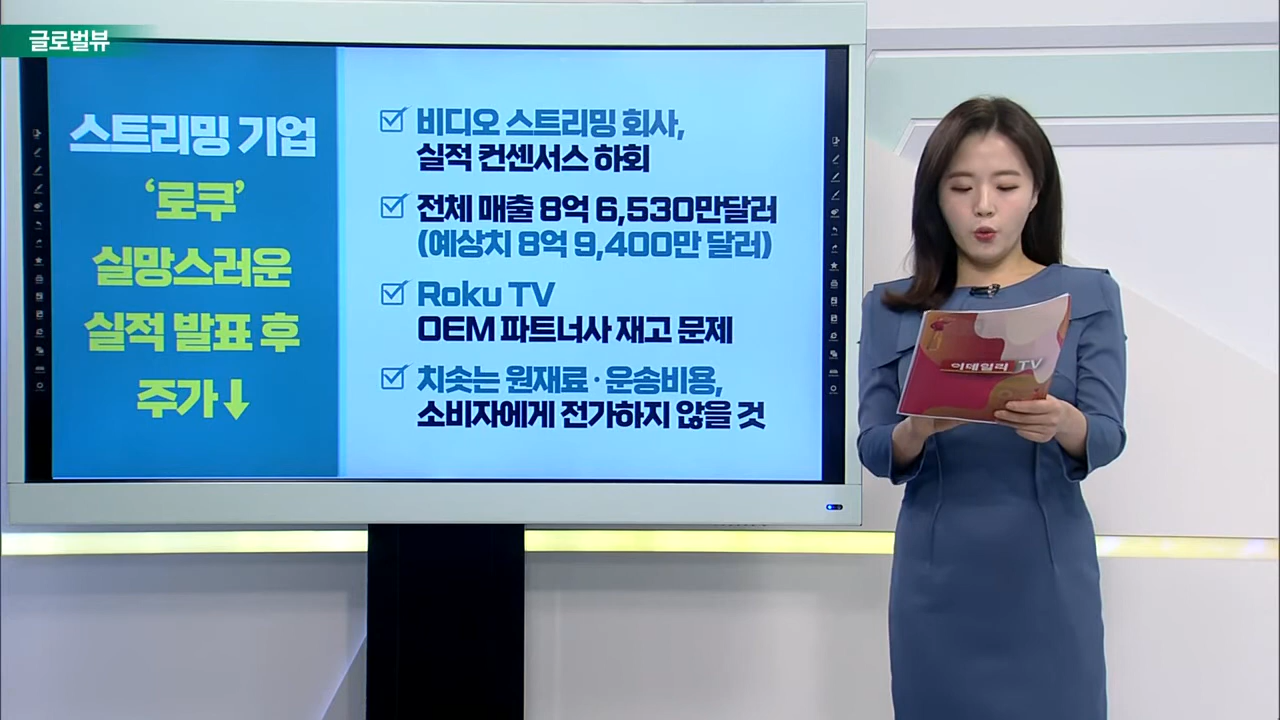 글로벌뷰
스트리밍 기업
‘로쿠’
실망스러운
실적 발표 후
주가↓
비디오 스트리밍 회사,
실적 컨센서스 하회
전체 매출 8억 6,530만달러
(예상치 8억 9,400만 달러)
Roku TV
OEM 파트너사 재고 문제
치솟는 원재료·운송비용,
소비자에게 전가하지 않을 것
이데일리 TV